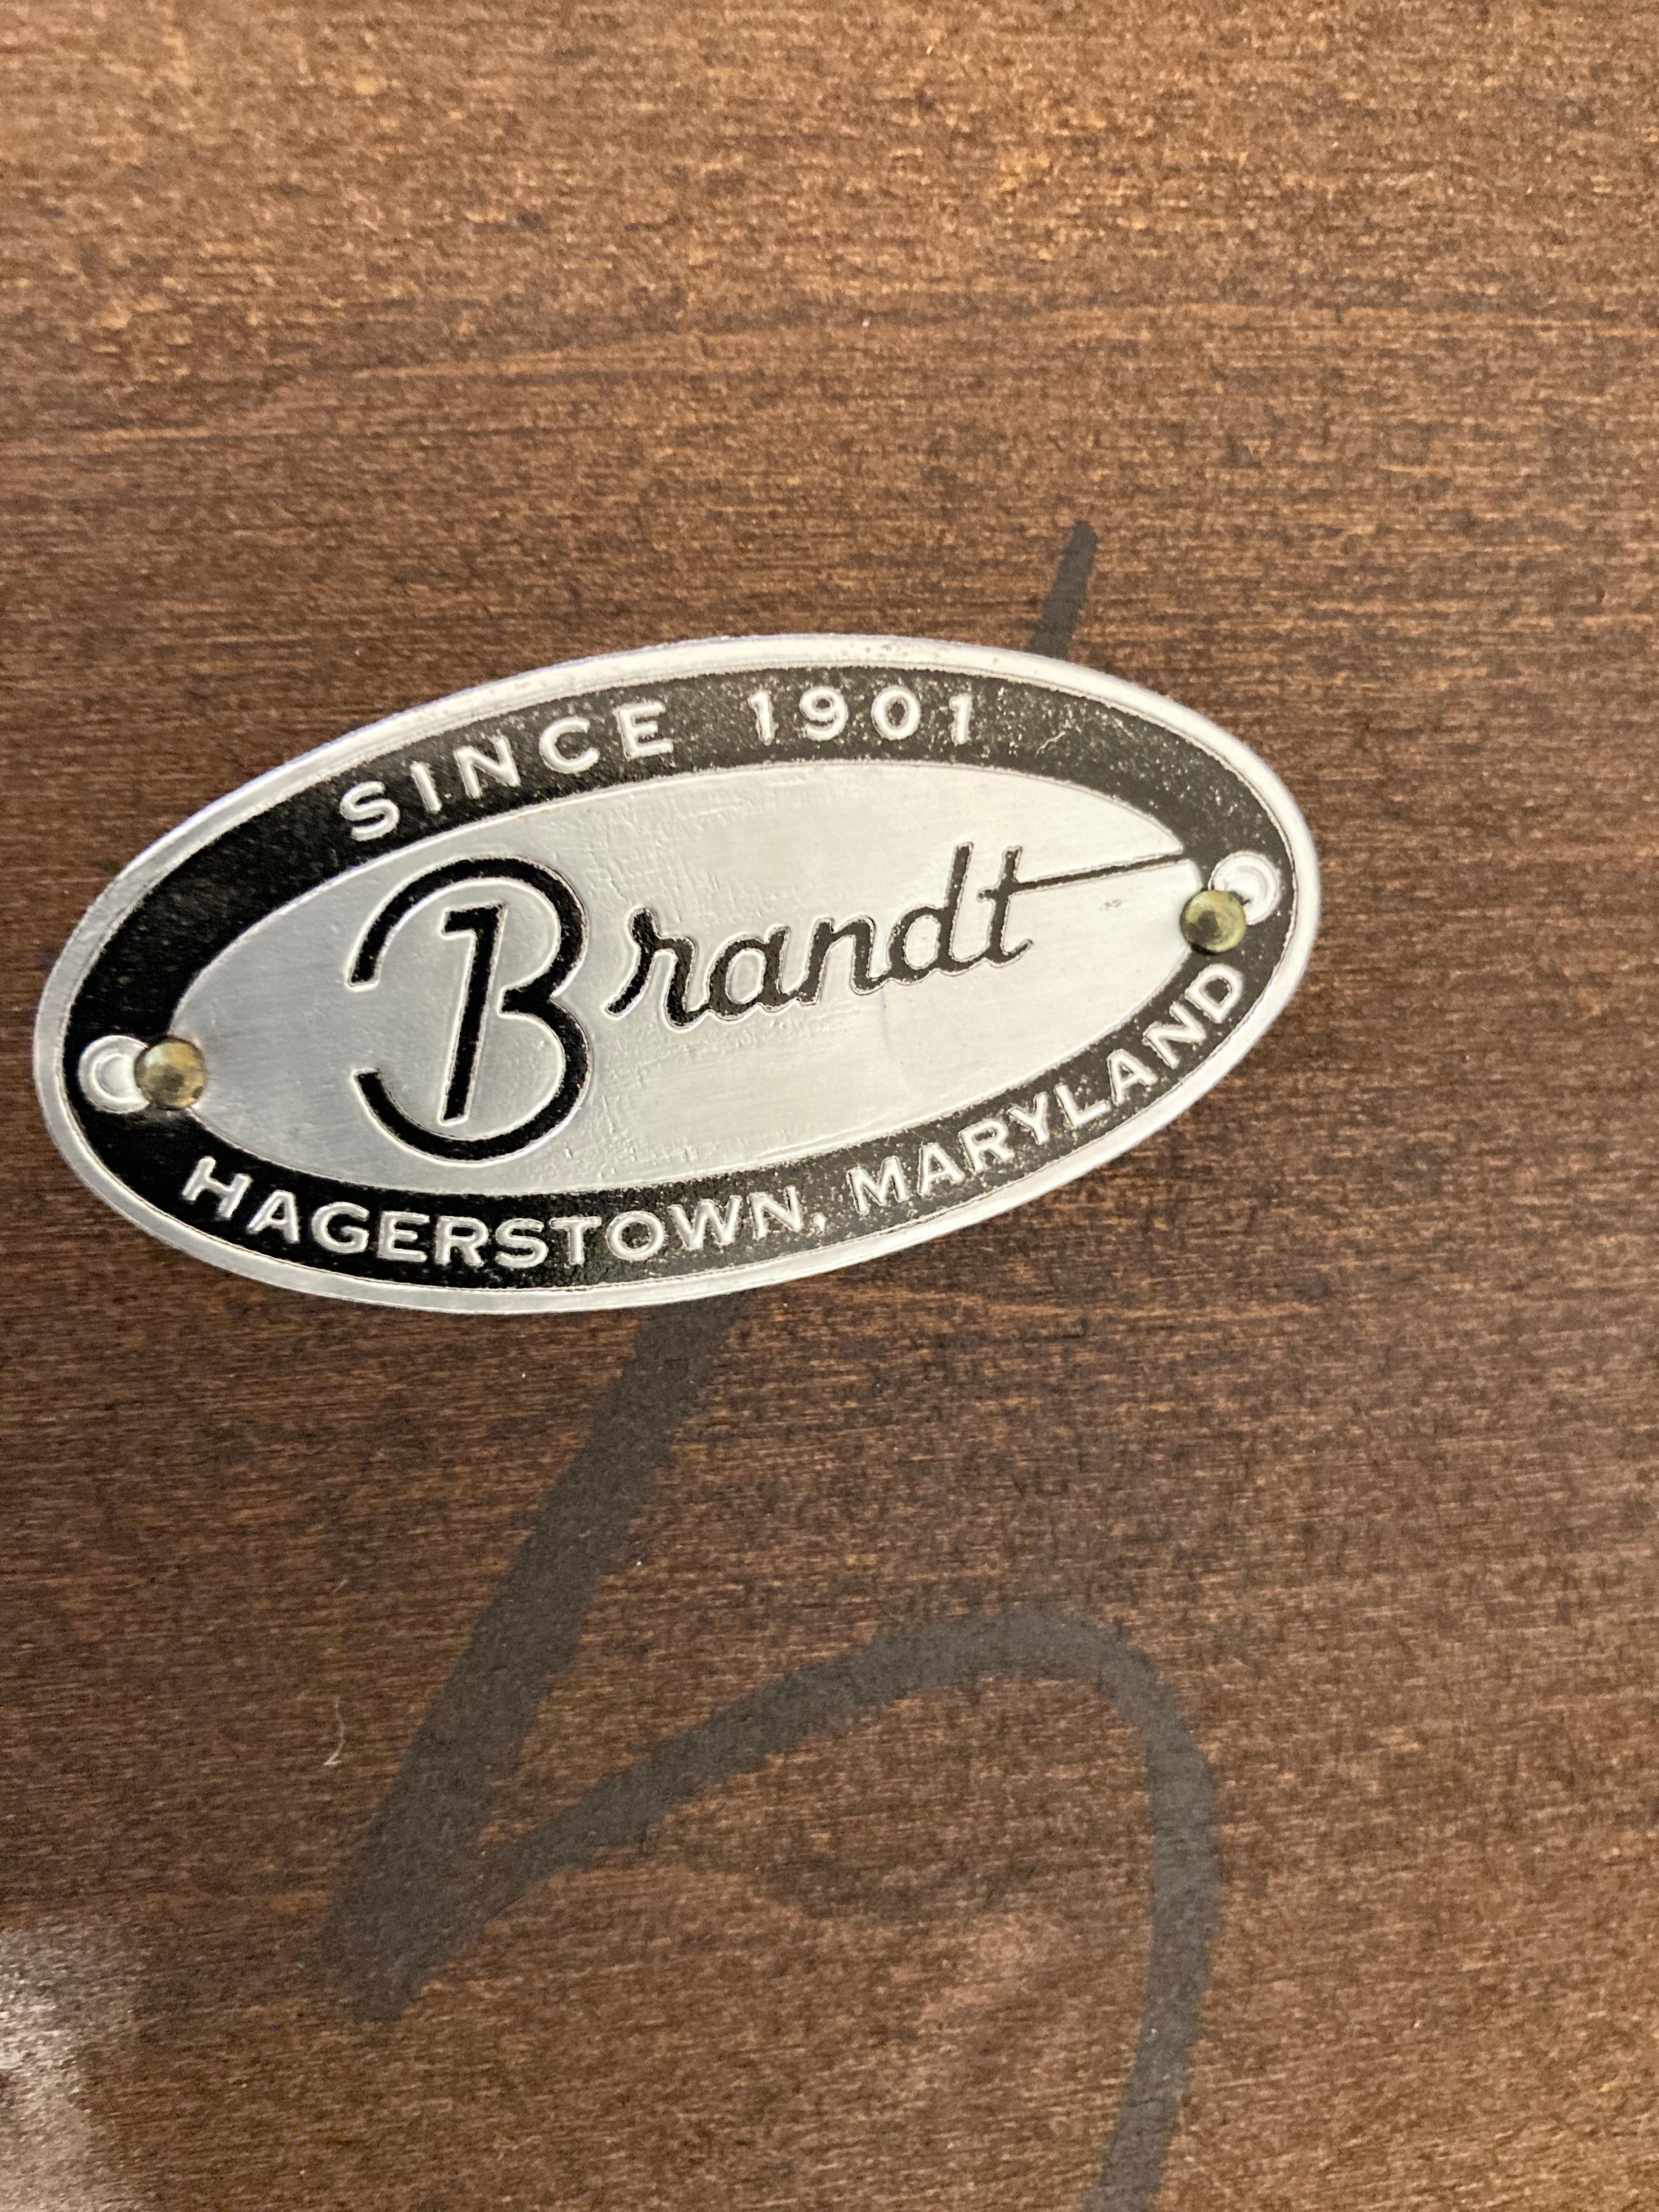 SINCE 1901
Brandt
HAGERSTOWN, MARYLAND